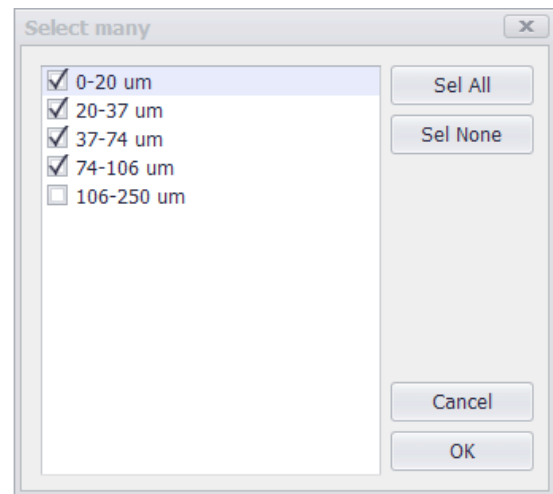 Select many
0-20 um
20-37 um
37-74 um
74-106 um
106-250 um
Sel All
Sel None
Cancel
OK